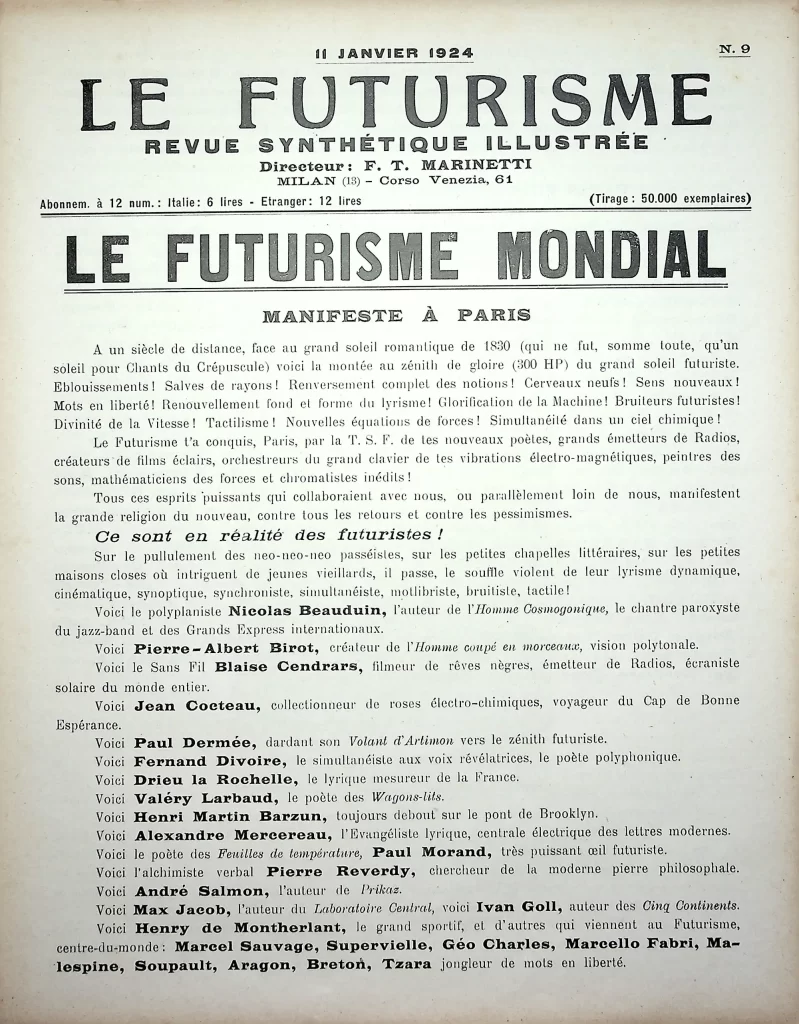 11 JANVIER 1924
N. 9
LE FUTURISME
REVUE SYNTHÉTIQUE ILLUSTRÉE
Directeur: F. T. MARINETTI
MILAN (13) – Corso Venezia, 61
Abonnem. à 12 num.: Italie: 6 lires - Etranger: 12 lires
(Tirage: 50.000 exemplaires)
LE FUTURISME MONDIAL
MANIFESTE À PARIS
A un siècle de distance, face au grand soleil romantique de 1830 (qui ne fut, somme toute, qu'un
soleil pour Chants du Crépuscule) voici la montée au zénith de gloire (300 HP) du grand soleil futuriste.
Eblouissements! Salves de rayons! Renversement complet des notions! Cerveaux neufs! Sens nouveaux!
Mots en liberté! Renouvellement fond et forme du lyrisme! Glorification de la Machine! Bruiteurs futuristes!
Divinité de la Vitesse! Tactilisme! Nouvelles équations de forces! Simultanéité dans un ciel chimique!
Le Futurisme t'a conquis, Paris, par la T. S. F. de tes nouveaux poètes, grands émetteurs de Radios,
créateurs de films éclairs, orchestreurs du grand clavier de tes vibrations électro-magnétiques, peintres des
sons, mathématiciens des forces et chromatistes inédits!
Tous ces esprits puissants qui collaboraient avec nous, ou parallèlement loin de nous, manifestent
la grande religion du nouveau, contre tous les retours et contre les pessimismes.
Ce sont en réalité des futuristes!
Sur le pullulement des neo-neo-neo passéistes, sur les petites chapelles littéraires, sur les petites
maisons closes où intriguent de jeunes vieillards, il passe, le souffle violent de leur lyrisme dynamique,
cinématique, synoptique, synchroniste, simultanéiste, motlibriste, bruitiste, tactile!
Voici le polyplaniste Nicolas Beauduin, l'auteur de l'Homme Cosmogonique, le chantre paroxyste
du jazz-band et des Grands Express internationaux.
Voici Pierre-Albert Birot, créateur de l'Homme coupé en morceaux, vision polytonale.
Voici le Sans Fil Blaise Cendrars, filmeur de rêves nègres, émetteur de Radios, écraniste
solaire du monde entier.
Voici Jean Cocteau, collectionneur de roses électro-chimiques, voyageur du Cap de Bonne
Espérance.
Voici Paul Dermée, dardant son Volant d'Artimon vers le zénith futuriste.
Voici Fernand Divoire, le simultanéiste aux voix révélatrices, le poète polyphonique.
Voici Drieu la Rochelle, le lyrique mesureur de la France.
Voici Valéry Larbaud, le poète des Wagons-lits.
Voici Henri Martin Barzun, toujours debout sur le pont de Brooklyn.
Voici Alexandre Mercereau, l'Evangéliste lyrique, centrale électrique des lettres modernes.
Voici le poète des Feuilles de température, Paul Morand, très puissant œil futuriste.
Voici l'alchimiste verbal Pierre Reverdy, chercheur de la moderne pierre philosophale.
Voici André Salmon, l'auteur de Prikaz.
Voici Max Jacob, l'auteur du Laboratoire Central, voici Ivan Goll, auteur des Cinq Continents.
Voici Henry de Montherlant, le grand sportif, et d'autres qui viennent au Futurisme,
centre-du-monde: Marcel Sauvage, Supervielle, Géo Charles, Marcello Fabri, Ma-
lespine, Soupault, Aragon, Breton, Tzara jongleur de mots en liberté.